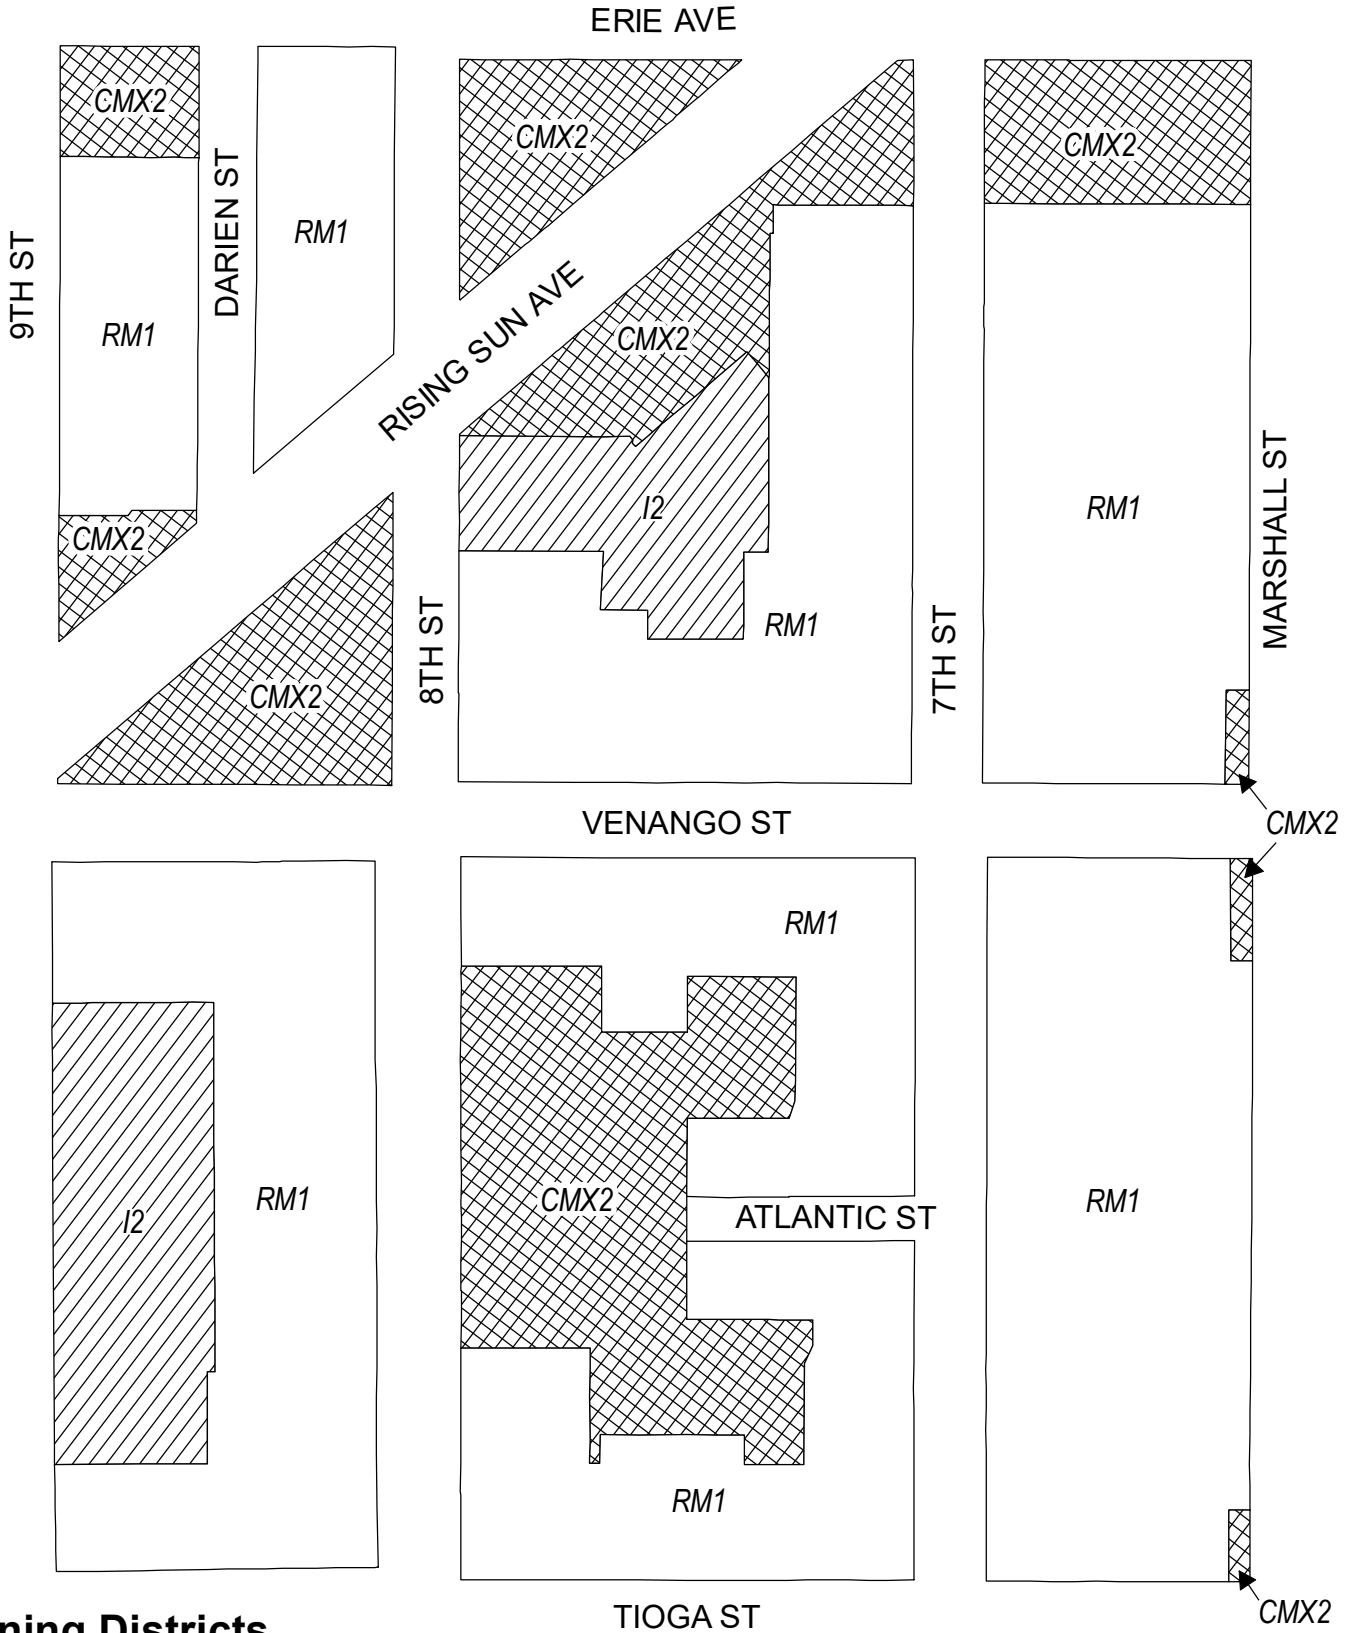 ERIE AVE
CMX2
CMX2
CMX2
DARIEN ST
RM1
9TH ST
RM1
RISING SUN AVE
CMX2
RM1
I2
MARSHALL ST
CMX2
8TH ST
RM1
7TH ST
CMX2
VENANGO ST
CMX2
RM1
RM1
I2
CMX2
ATLANTIC ST
RM1
RM1
TIOGA ST
CMX2
ning Districts